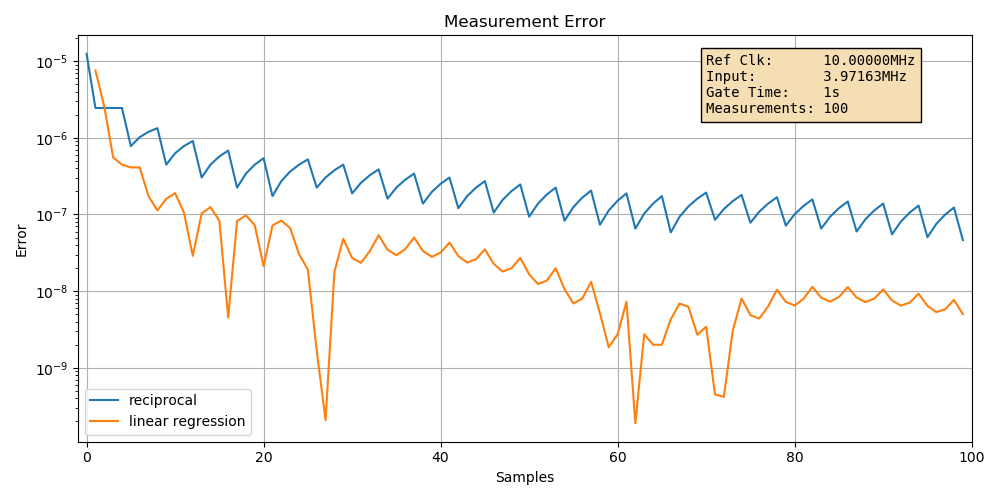 Measurement Error
Ref Clk:      10.00000MHz
Input:        3.97163MHz
Gate Time:    1s
Measurements: 100
10^-5
10^-6
10^-7
10^-8
10^-9
Error
reciprocal
linear regression
0 20 40 60 80 100
Samples